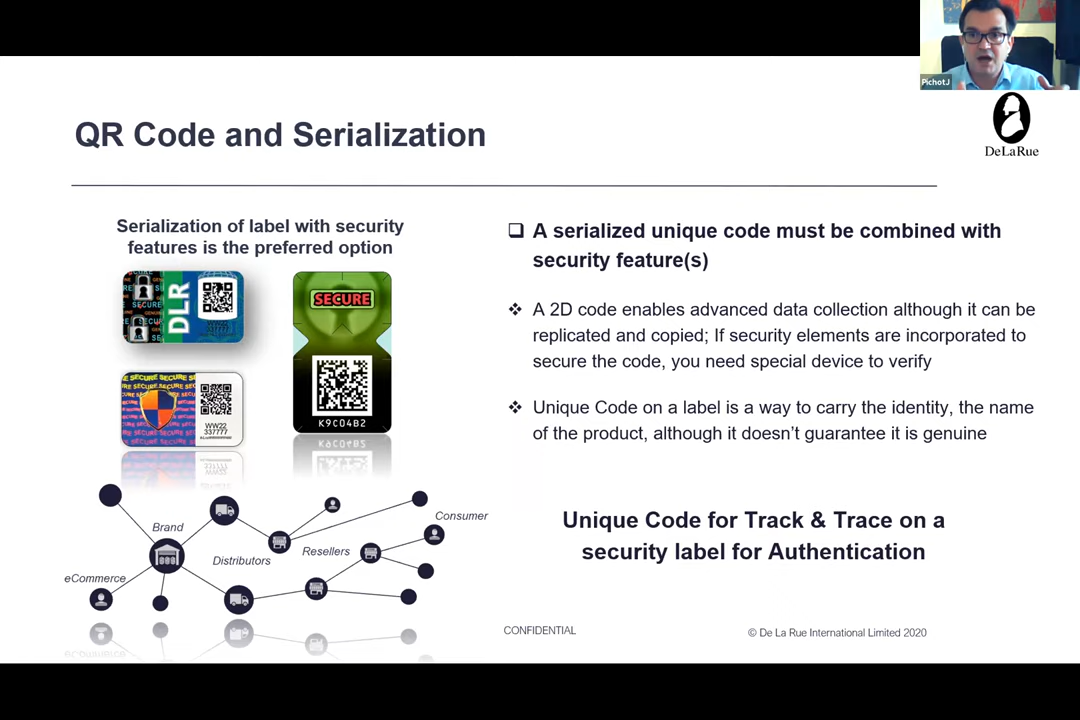 PichotJ
DeLaRue
QR Code and Serialization
Serialization of label with security
features is the preferred option
DLR
SECURE
SECURE
K9C04B2
WW22
337777
❑ A serialized unique code must be combined with
security feature(s)
❖ A 2D code enables advanced data collection although it can be
replicated and copied; If security elements are incorporated to
secure the code, you need special device to verify
❖ Unique Code on a label is a way to carry the identity, the name
of the product, although it doesn’t guarantee it is genuine
Unique Code for Track & Trace on a
security label for Authentication
Brand
Distributors
Resellers
Consumer
eCommerce
CONFIDENTIAL
© De La Rue International Limited 2020